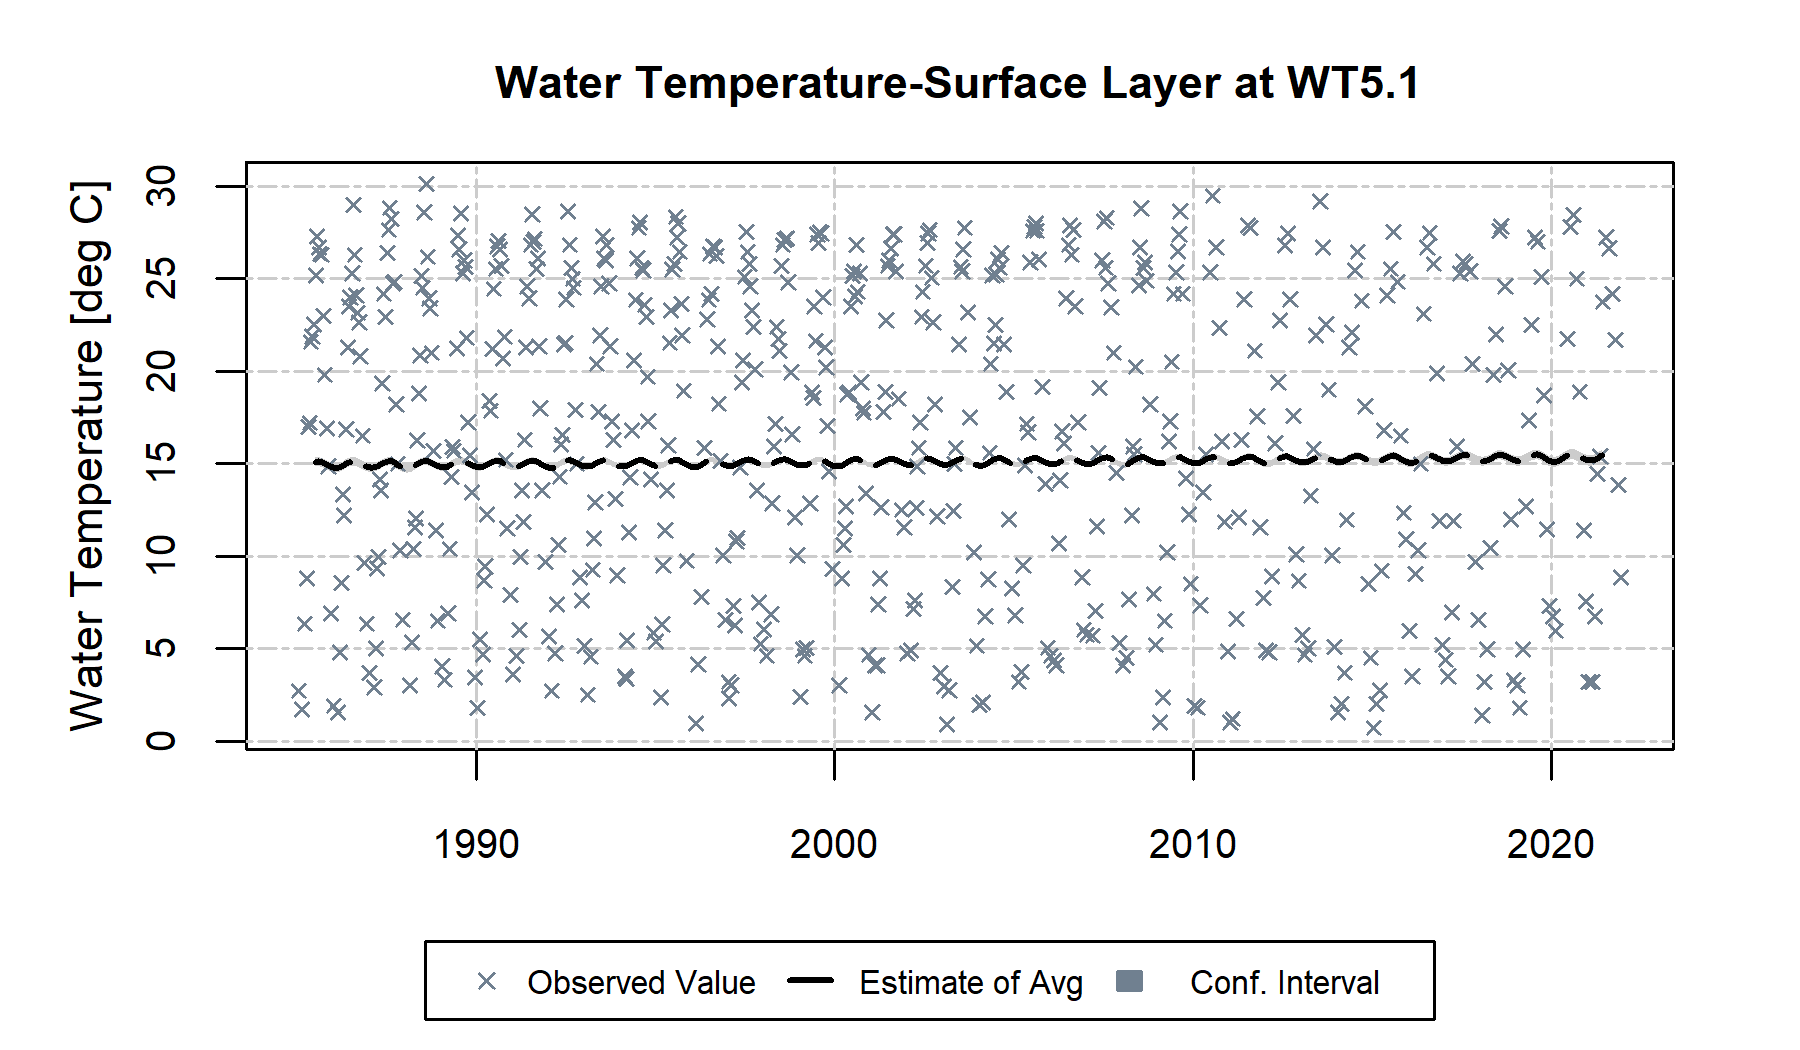 Water Temperature-Surface Layer at WT5.1
Water Temperature [deg C]
30
25
20
15
10
5
0
1990 2000 2010 2020
Observed Value Estimate of Avg Conf. Interval